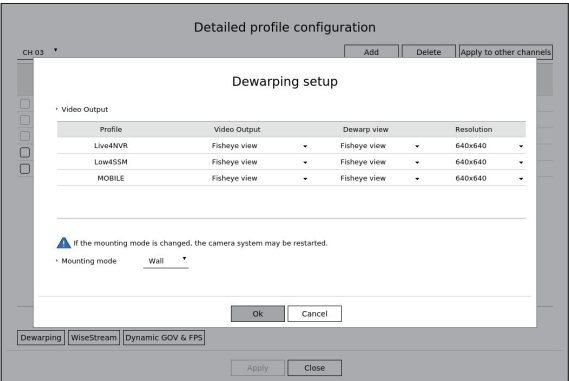 Detailed profile configuration
CH 03
Add Delete Apply to other channels
Dewarping setup
Video Output
Profile Video Output Dewarp view Resolution
Live4NVR Fisheye view Fisheye view 640x640
Low4SSM Fisheye view Fisheye view 640x640
MOBILE Fisheye view Fisheye view 640x640
If the mounting mode is changed, the camera system may be restarted.
Mounting mode Wall
Ok Cancel
Dewarping WiseStream Dynamic GOV & FPS
Apply Close